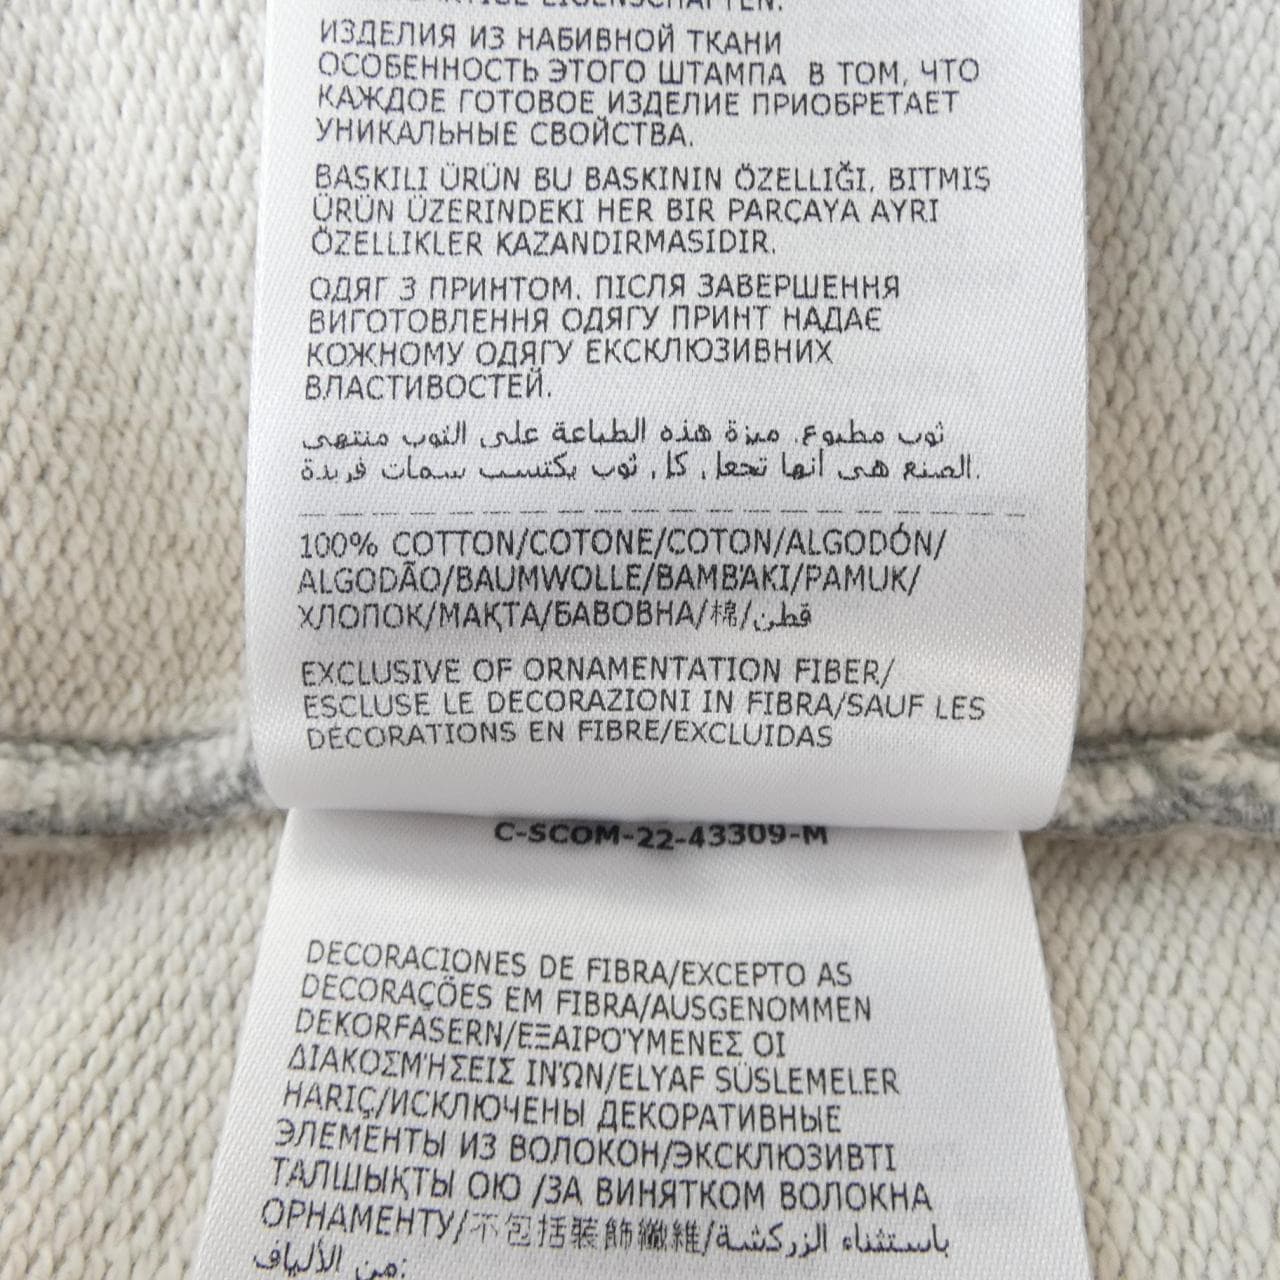 EIGENSCHAFTEN.
ИЗДЕЛИЯ ИЗ НАБИВНОЙ ТКАНИ
ОСОБЕННОСТЬ ЭТОГО ШТАМПА В ТОМ, ЧТО
КАЖДОЕ ГОТОВОЕ ИЗДЕЛИЕ ПРИОБРЕТАЕТ
УНИКАЛЬНЫЕ СВОЙСТВА.
BASKILI ÜRÜN BU BASKININ ÖZELLIĞI, BITMIŞ
ÜRÜN ÜZERINDEKI HER BIR PARÇAYA AYRI
ÖZELLIKLER KAZANDIRMASIDIR.
ОДЯГ З ПРИНТОМ. ПІСЛЯ ЗАВЕРШЕННЯ
ВИГОТОВЛЕННЯ ОДЯГУ ПРИНТ НАДАЄ
КОЖНОМУ ОДЯГУ ЕКСКЛЮЗИВНИХ
ВЛАСТИВОСТЕЙ.
ثوب مطبوع. ميزة هذه الطباعة على الثوب منتهى
الصنع هى أنها تجعل كل ثوب يكتسب سمات فريدة.
100% COTTON/COTONE/COTON/ALGODÓN/
ALGODÃO/BAUMWOLLE/ΒΑΜΒΆΚΙ/PAMUK/
ХЛОПОК/МАҚТА/БАВОВНА/棉/قطن
EXCLUSIVE OF ORNAMENTATION FIBER/
ESCLUSE LE DECORAZIONI IN FIBRA/SAUF LES
DÉCORATIONS EN FIBRE/EXCLUIDAS
C-SCOM-22-43309-M
DECORACIONES DE FIBRA/EXCEPTO AS
DECORAÇÕES EM FIBRA/AUSGENOMMEN
DEKORFASERN/ΕΞΑΙΡΟΎΜΕΝΕΣ ΟΙ
ΔΙΑΚΟΣΜΉΣΕΙΣ ΙΝΏΝ/ELYAF SÜSLEMELER
HARIÇ/ИСКЛЮЧЕНЫ ДЕКОРАТИВНЫЕ
ЭЛЕМЕНТЫ ИЗ ВОЛОКОН/ЭКСКЛЮЗИВТІ
ТАЛШЫҚТЫ ОЮ /ЗА ВИНЯТКОМ ВОЛОКНА
ОРНАМЕНТУ/不包括裝飾纖維/باستثناء الزركشة
من الألياف: